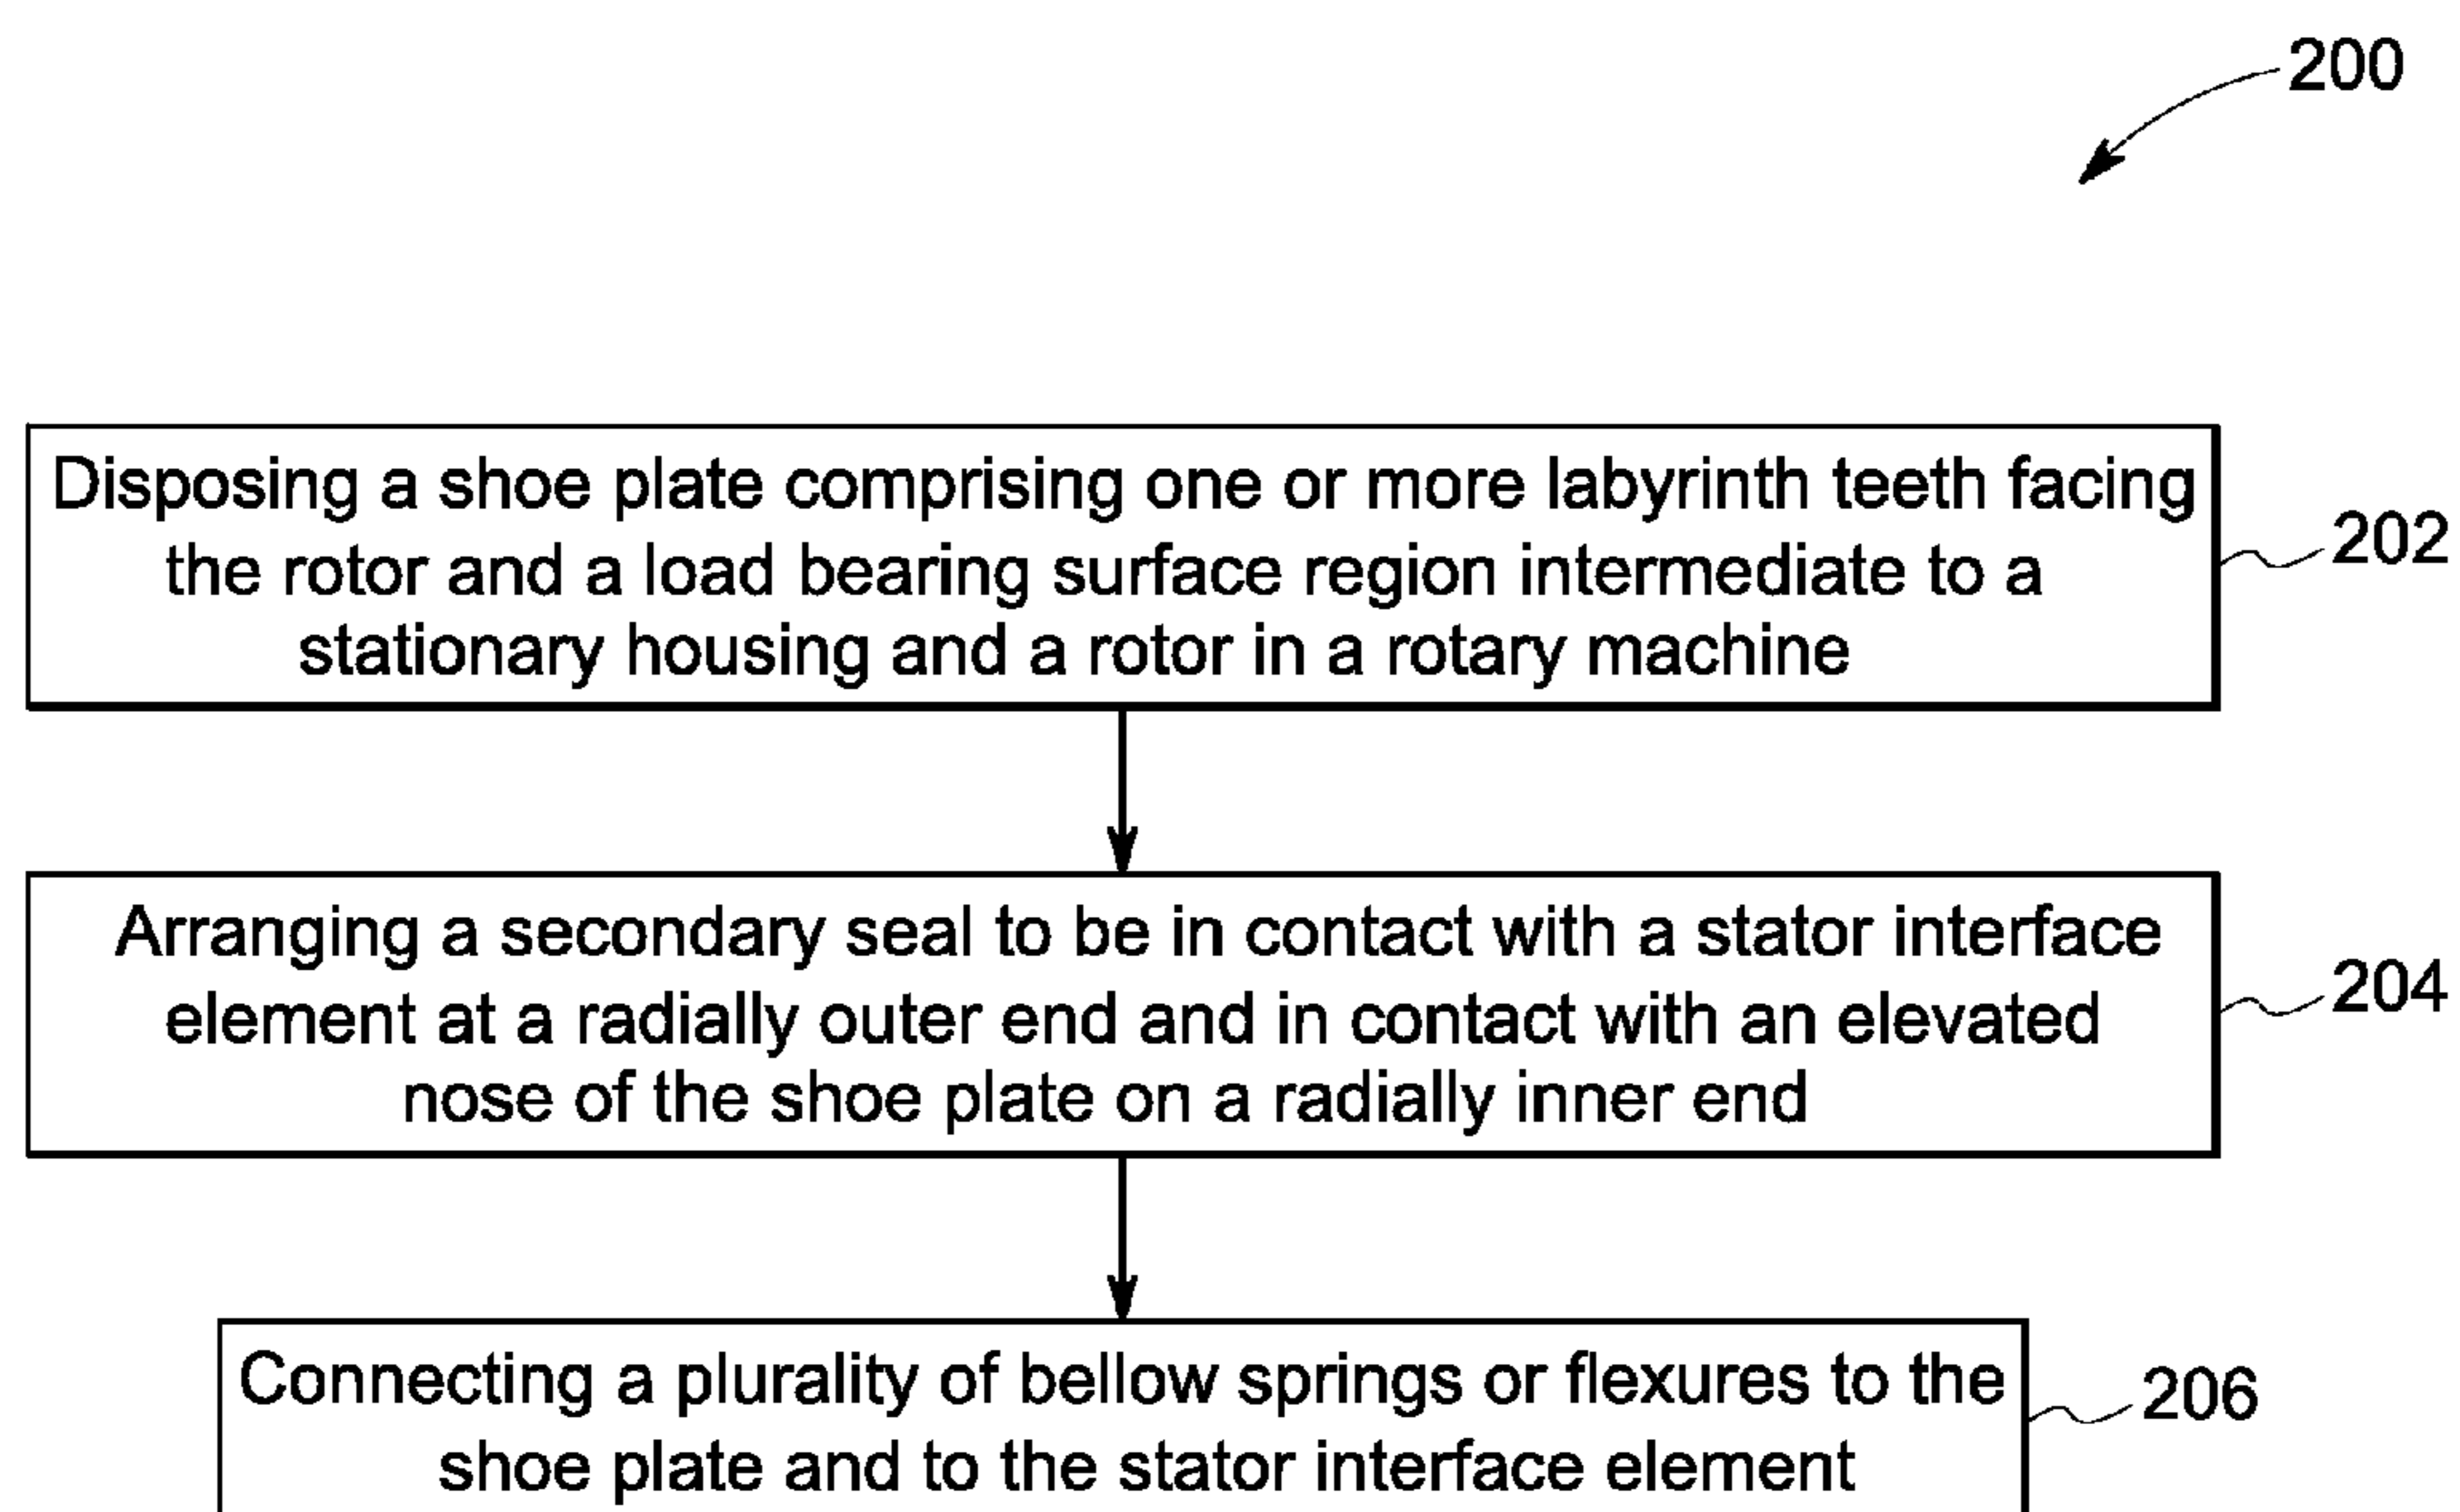 200
Disposing a shoe plate comprising one or more labyrinth teeth facing
the rotor and a load bearing surface region intermediate to a
stationary housing and a rotor in a rotary machine
202
Arranging a secondary seal to be in contact with a stator interface
element at a radially outer end and in contact with an elevated
nose of the shoe plate on a radially inner end
204
Connecting a plurality of bellow springs or flexures to the
shoe plate and to the stator interface element
206